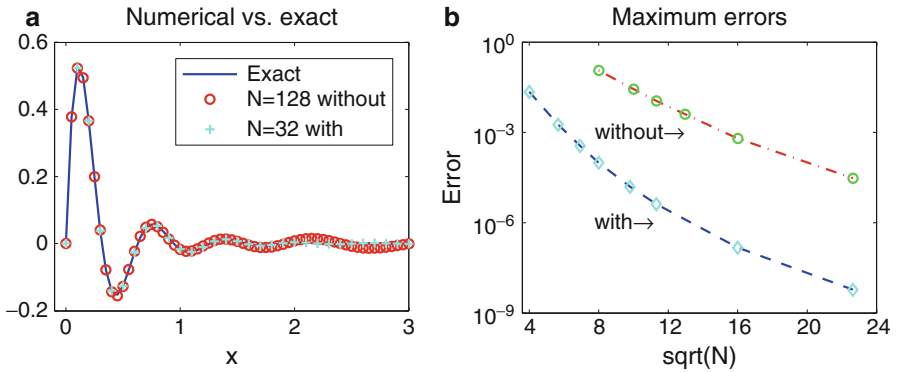 a
Numerical vs. exact
0.6
0.4
0.2
0
−0.2
0
1
2
3
x
Exact
N=128 without
N=32 with
b
Maximum errors
10^0
10^−3
10^−6
10^−9
Error
without→
with→
4
8
12
16
20
24
sqrt(N)